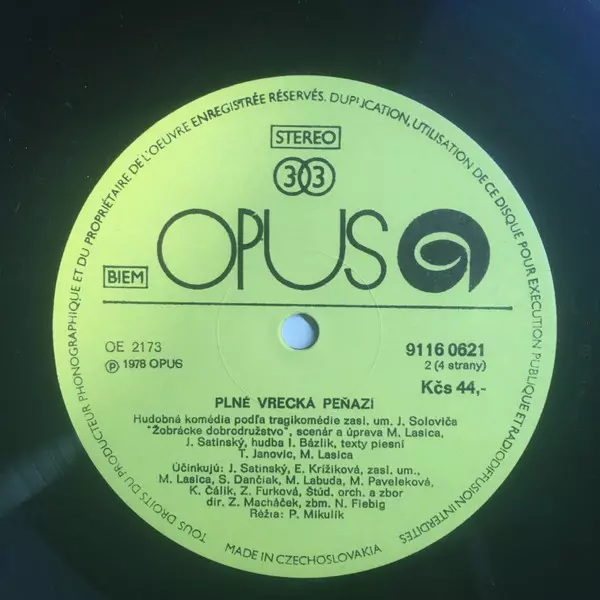 TOUS DROITS DU PRODUCTEUR PHONOGRAPHIQUE ET DU PROPRIÉTAIRE DE L'OEUVRE ENREGISTRÉE RÉSERVÉS. DUPLICATION, UTILISATION DE CE DISQUE POUR EXECUTION PUBLIQUE ET RADIODIFFUSION INTERDITES
STEREO
33
OPUS
BIEM
OE 2173
9116 0621
℗ 1978 OPUS
2 (4 strany)
Kčs 44,-
PLNÉ VRECKÁ PEŇAZÍ
Hudobná komédia podľa tragikomédie zasl. um. J. Soloviča
"Žobrácke dobrodružstvo", scenár a úprava M. Lasica,
J. Satinský, hudba I. Bázlik, texty piesní
T. Janovic, M. Lasica
Účinkujú: J. Satinský, E. Krížiková, zasl. um.,
M. Lasica, S. Dančiak, M. Labuda, M. Paveleková,
K. Čálik, Z. Furková, Štúd. orch. a zbor
dir. Z. Macháček, zbm. N. Fiebig
Réžia: P. Mikulík
MADE IN CZECHOSLOVAKIA